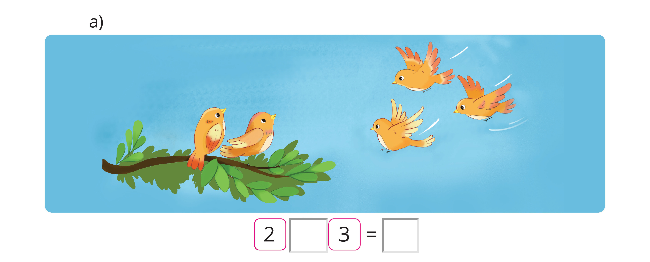 a)
2 3 =